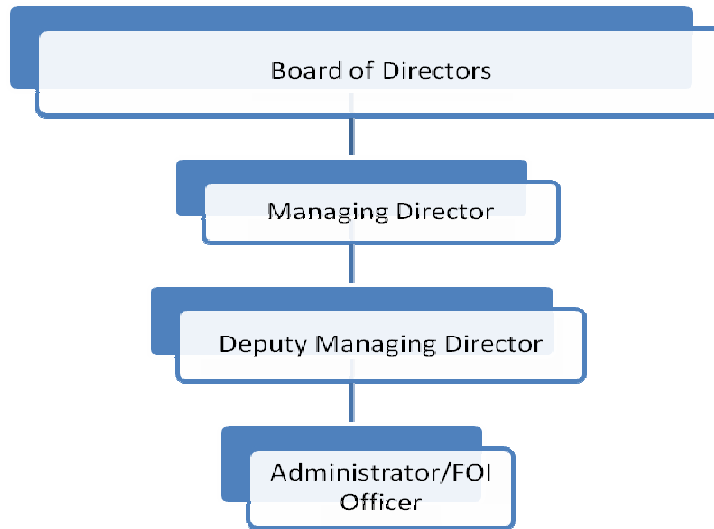 Board of Directors
Managing Director
Deputy Managing Director
Administrator/FOI
Officer